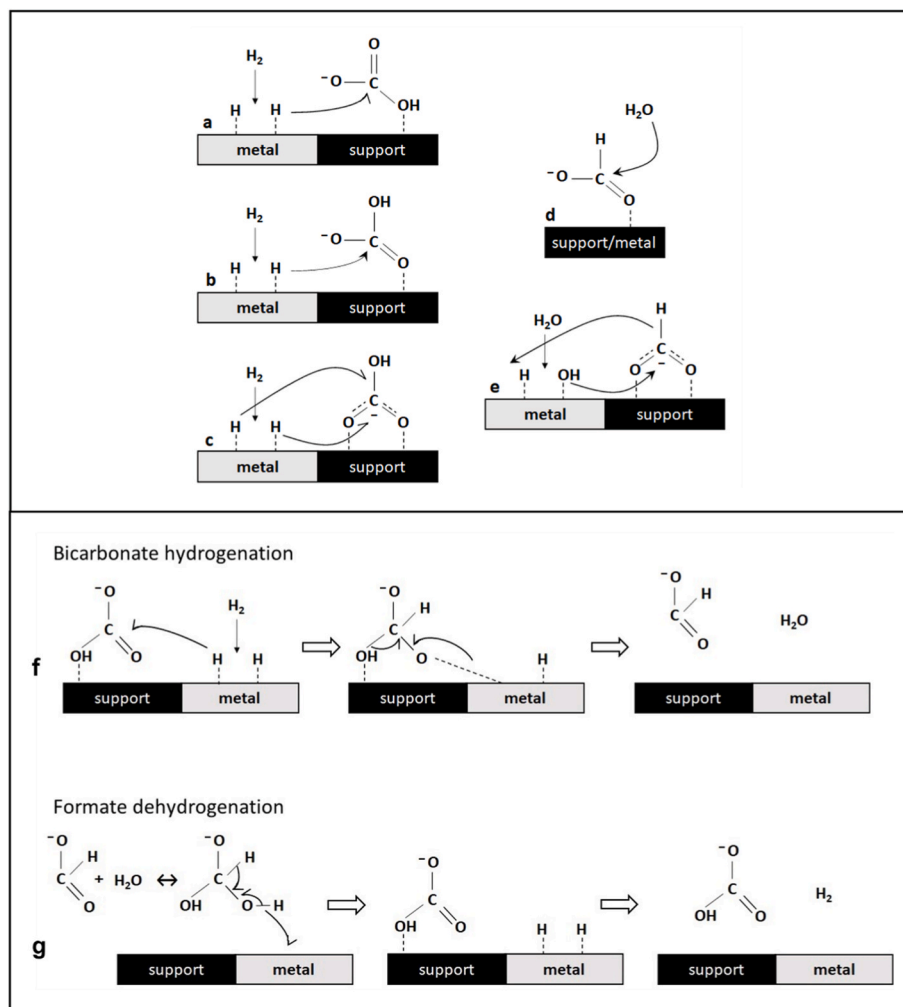 O
H₂
⁻O
C
H H
OH
a
metal support
OH
H₂
⁻O
C
H H
O
b
metal support
OH
H₂
C
⁻
H H
O O
c
metal support
H₂O
H
⁻O
C
O
d
support/metal
H
H₂O
C
⁻
H OH
O O
e
metal support
Bicarbonate hydrogenation
⁻O
H₂
C
OH O
H H
f
support metal
⁻O
H
C
OH O
H
support metal
⁻O
H
C
O
H₂O
support metal
Formate dehydrogenation
⁻O
H
C
O
+ H₂O ↔
⁻O
H
C
OH
O H
g
support metal
⁻O
C
OH O
H H
support metal
⁻O
C
OH O
H₂
support metal